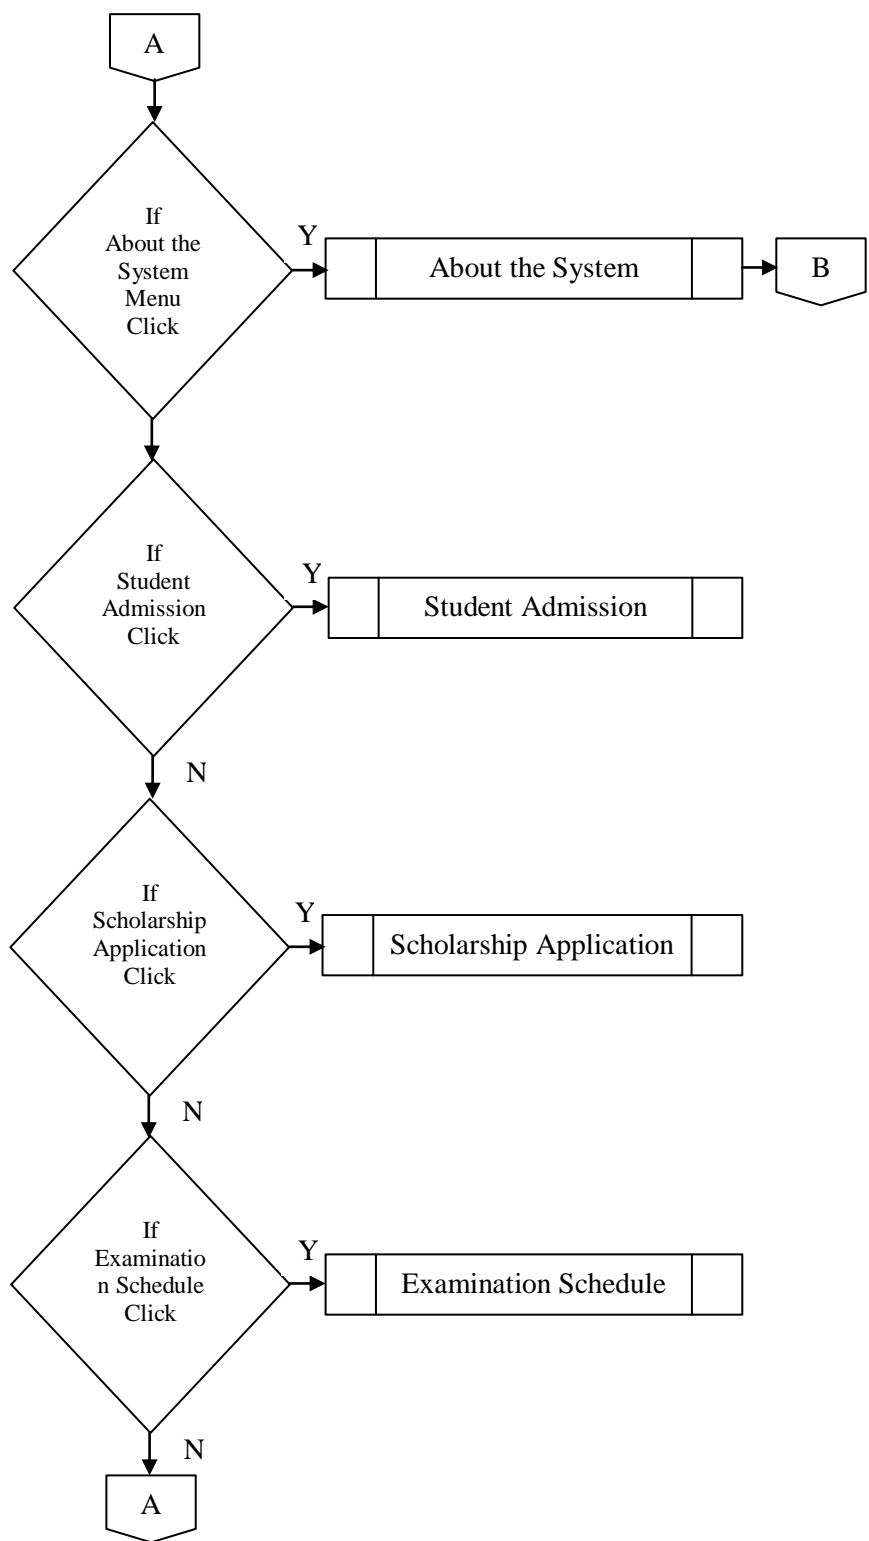 A
If
About the
System
Menu
Click
Y
About the System
B
If
Student
Admission
Click
Y
Student Admission
N
If
Scholarship
Application
Click
Y
Scholarship Application
N
If
Examinatio
n Schedule
Click
Y
Examination Schedule
N
A